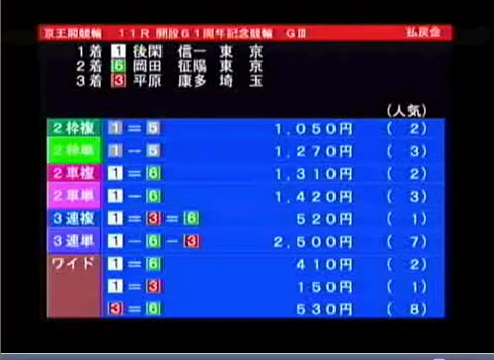 京王閣競輪 11R 開設61周年記念競輪 GⅢ 払戻金
1着 1 後閑 信一 東京
2着 6 岡田 征陽 東京
3着 3 平原 康多 埼玉
(人気)
2枠複 1=5 1,050円 (2)
2枠単 1-5 1,270円 (3)
2車複 1=6 1,310円 (2)
2車単 1-6 1,420円 (3)
3連複 1=3=6 520円 (1)
3連単 1-6-3 2,500円 (7)
ワイド 1=6 410円 (2)
1=3 150円 (1)
3=6 530円 (8)